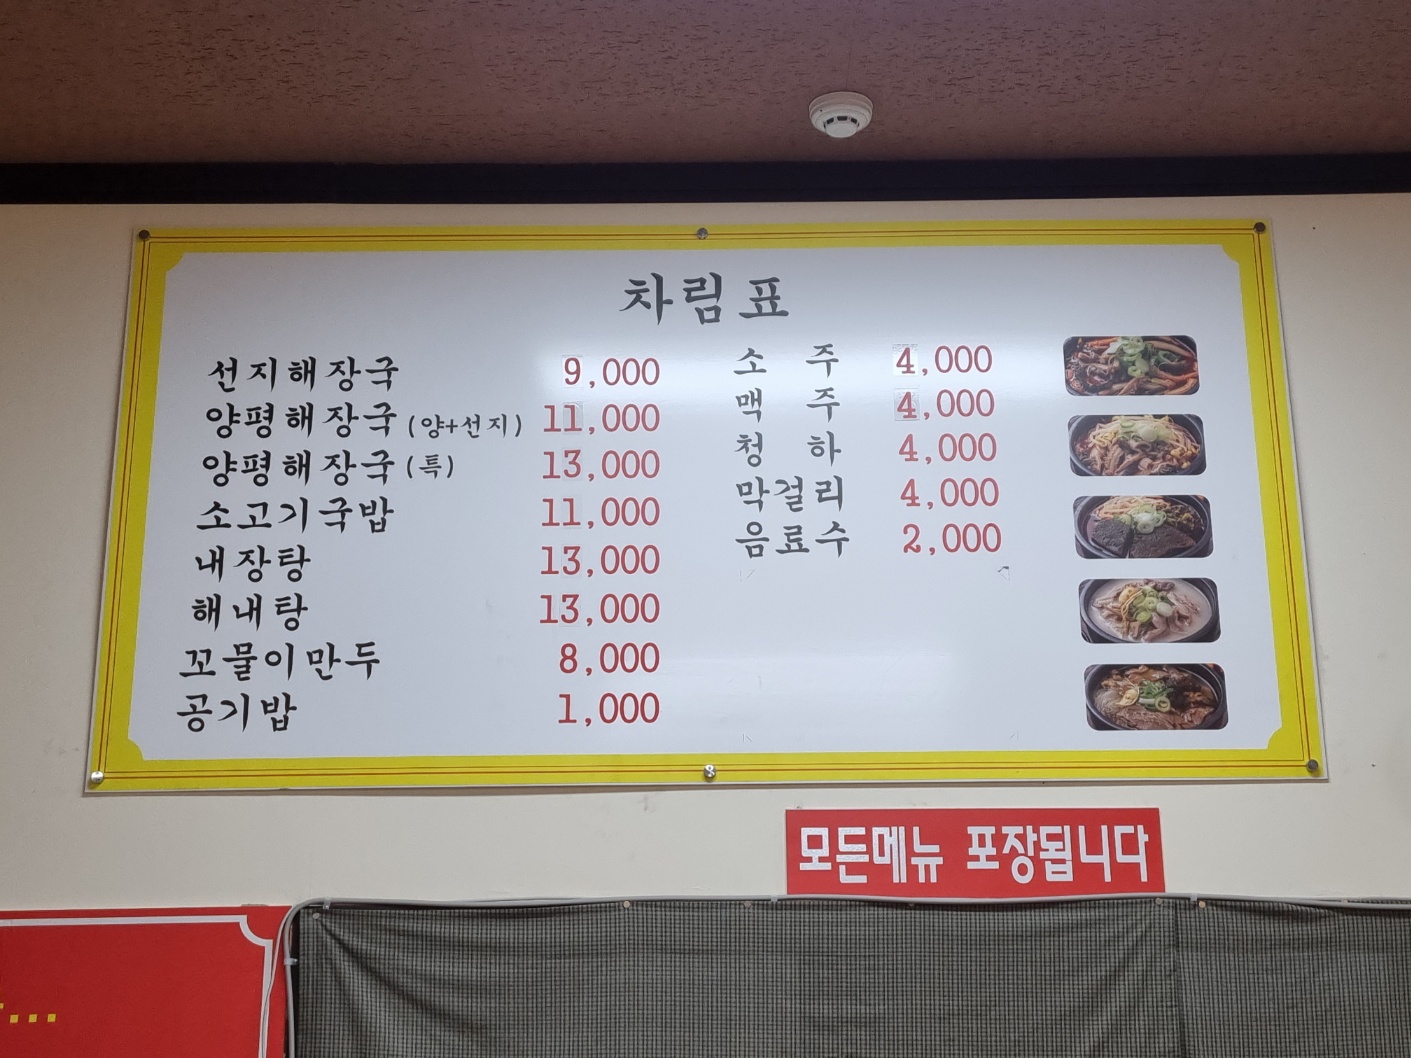 차림표
선지해장국 9,000
양평해장국(양+선지) 11,000
양평해장국(특) 13,000
소고기국밥 11,000
내장탕 13,000
해내탕 13,000
꼬물이만두 8,000
공기밥 1,000
소주 4,000
맥주 4,000
청하 4,000
막걸리 4,000
음료수 2,000
모든메뉴 포장됩니다